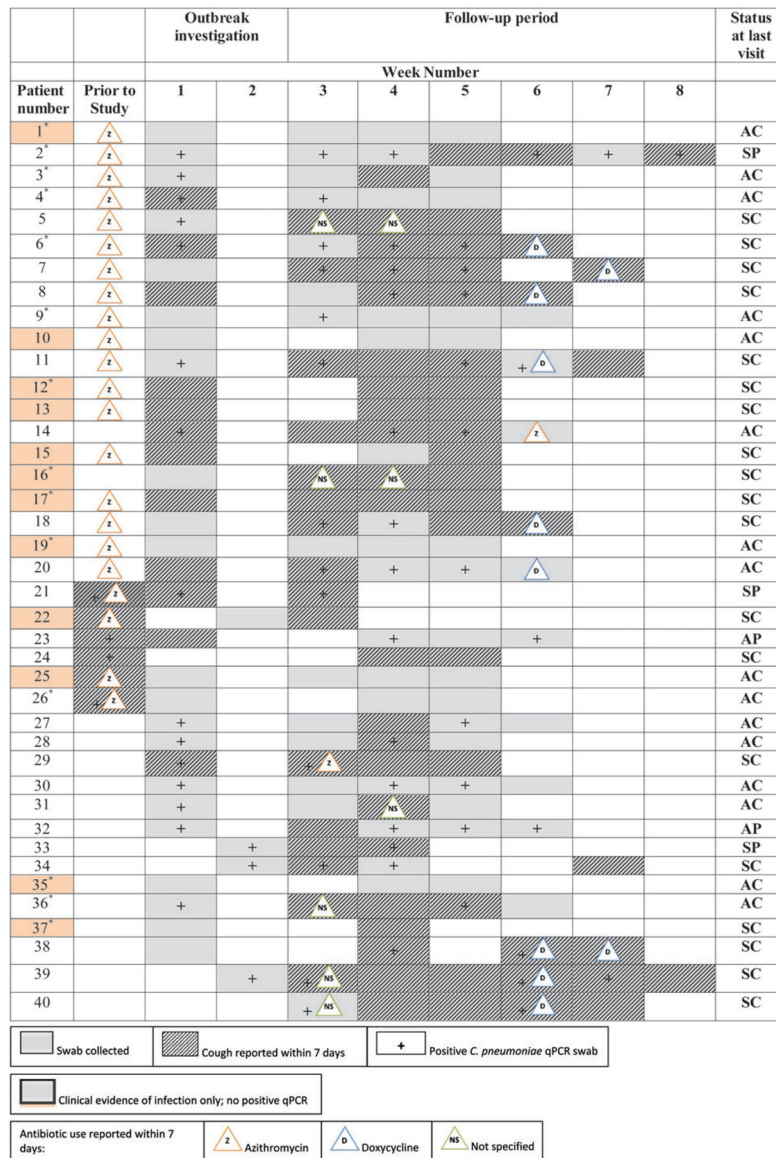 Outbreak investigation Follow-up period Status at last visit
Week Number
Patient number Prior to Study 1 2 3 4 5 6 7 8
1* Z AC
2* Z + + + + + + SP
3* Z + AC
4* Z + + AC
5 Z + NS NS SC
6* Z + + + + D SC
7 Z + + + D SC
8 Z + + D SC
9* Z + AC
10 Z AC
11 Z + + + + D SC
12* Z SC
13 Z SC
14 + + + Z AC
15 Z SC
16* NS NS SC
17* Z SC
18 Z + + D SC
19* Z AC
20 Z + + + D AC
21 + Z + + SP
22 Z SC
23 + + + AP
24 + SC
25 Z AC
26* + Z AC
27 + + AC
28 + + AC
29 + + Z SC
30 + + + AC
31 + NS AC
32 + + + + AP
33 + + SP
34 + + + SC
35* AC
36* + NS + AC
37* SC
38 + + D D SC
39 + + NS + D + SC
40 + NS + D SC
Swab collected Cough reported within 7 days + Positive C. pneumoniae qPCR swab
Clinical evidence of infection only; no positive qPCR
Antibiotic use reported within 7 days: Z Azithromycin D Doxycycline NS Not specified